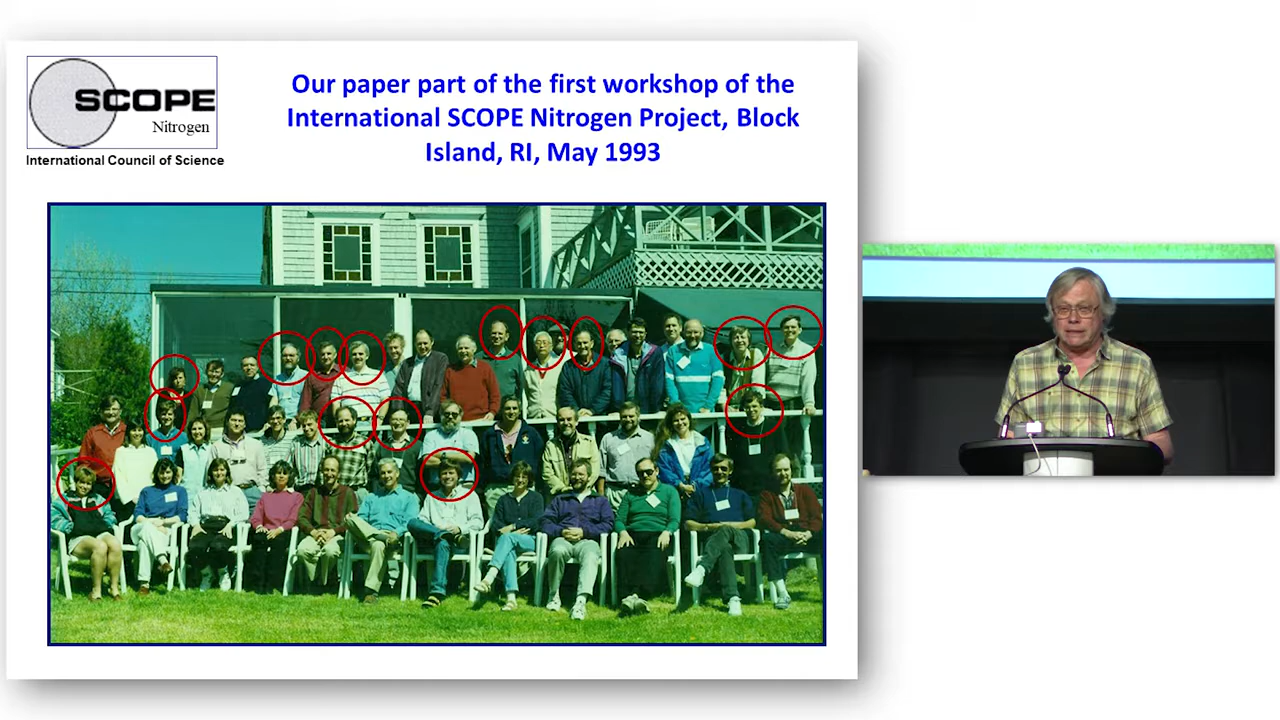 SCOPE
Nitrogen
International Council of Science
Our paper part of the first workshop of the
International SCOPE Nitrogen Project, Block
Island, RI, May 1993